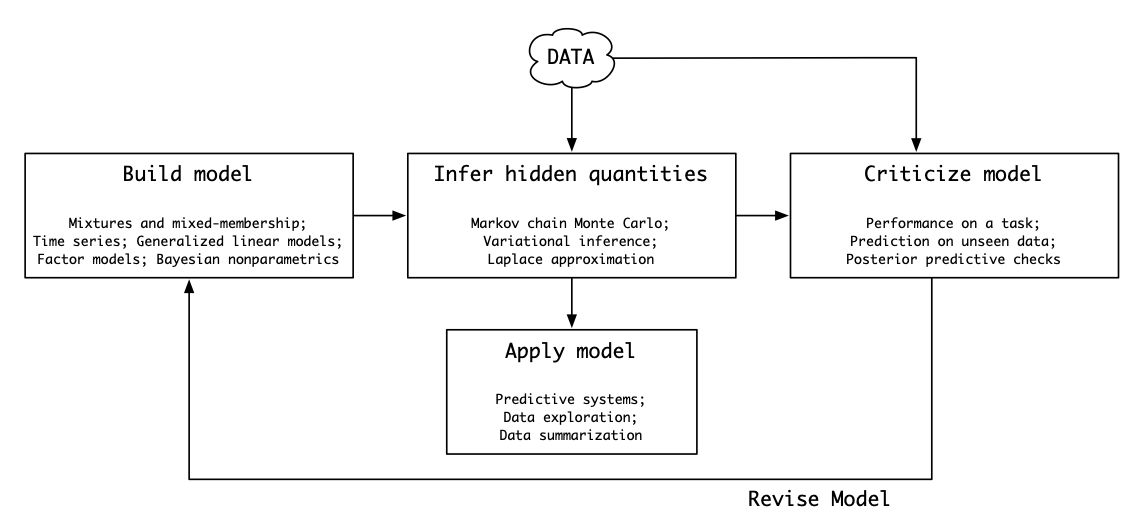 DATA
Build model
Mixtures and mixed-membership;
Time series; Generalized linear models;
Factor models; Bayesian nonparametrics
Infer hidden quantities
Markov chain Monte Carlo;
Variational inference;
Laplace approximation
Criticize model
Performance on a task;
Prediction on unseen data;
Posterior predictive checks
Apply model
Predictive systems;
Data exploration;
Data summarization
Revise Model